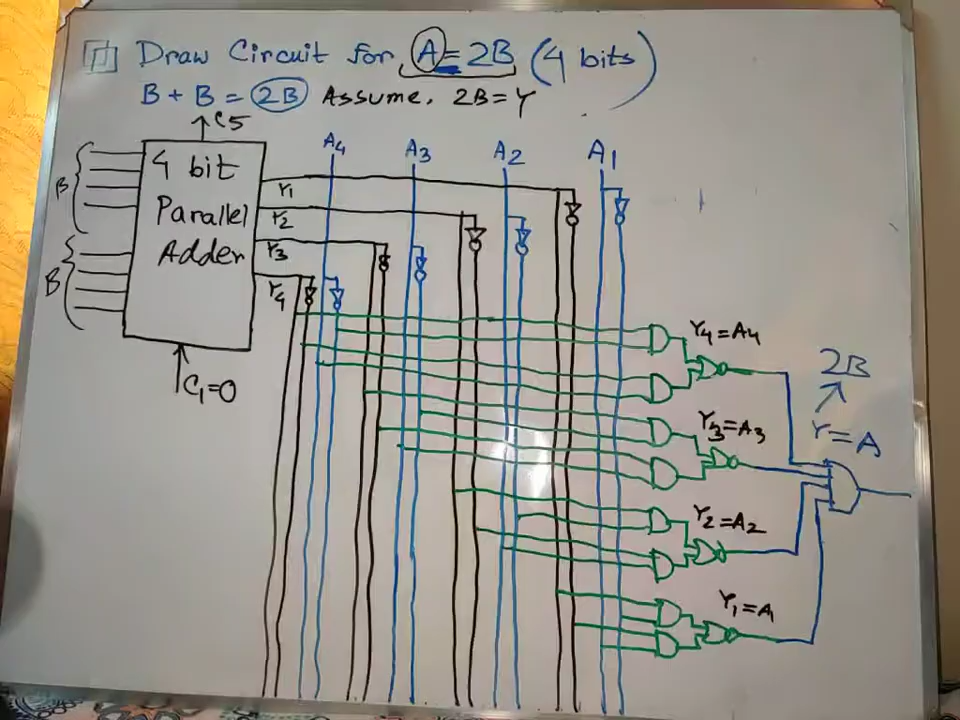 Draw Circuit for A=2B (4 bits)
B + B = 2B Assume, 2B=Y
C5
A4 A3 A2 A1
B
4 bit
Parallel
Adder
B
Y1
Y2
Y3
Y4
C1=0
Y4=A4
2B
Y3=A3
Y=A
Y2=A2
Y1=A1